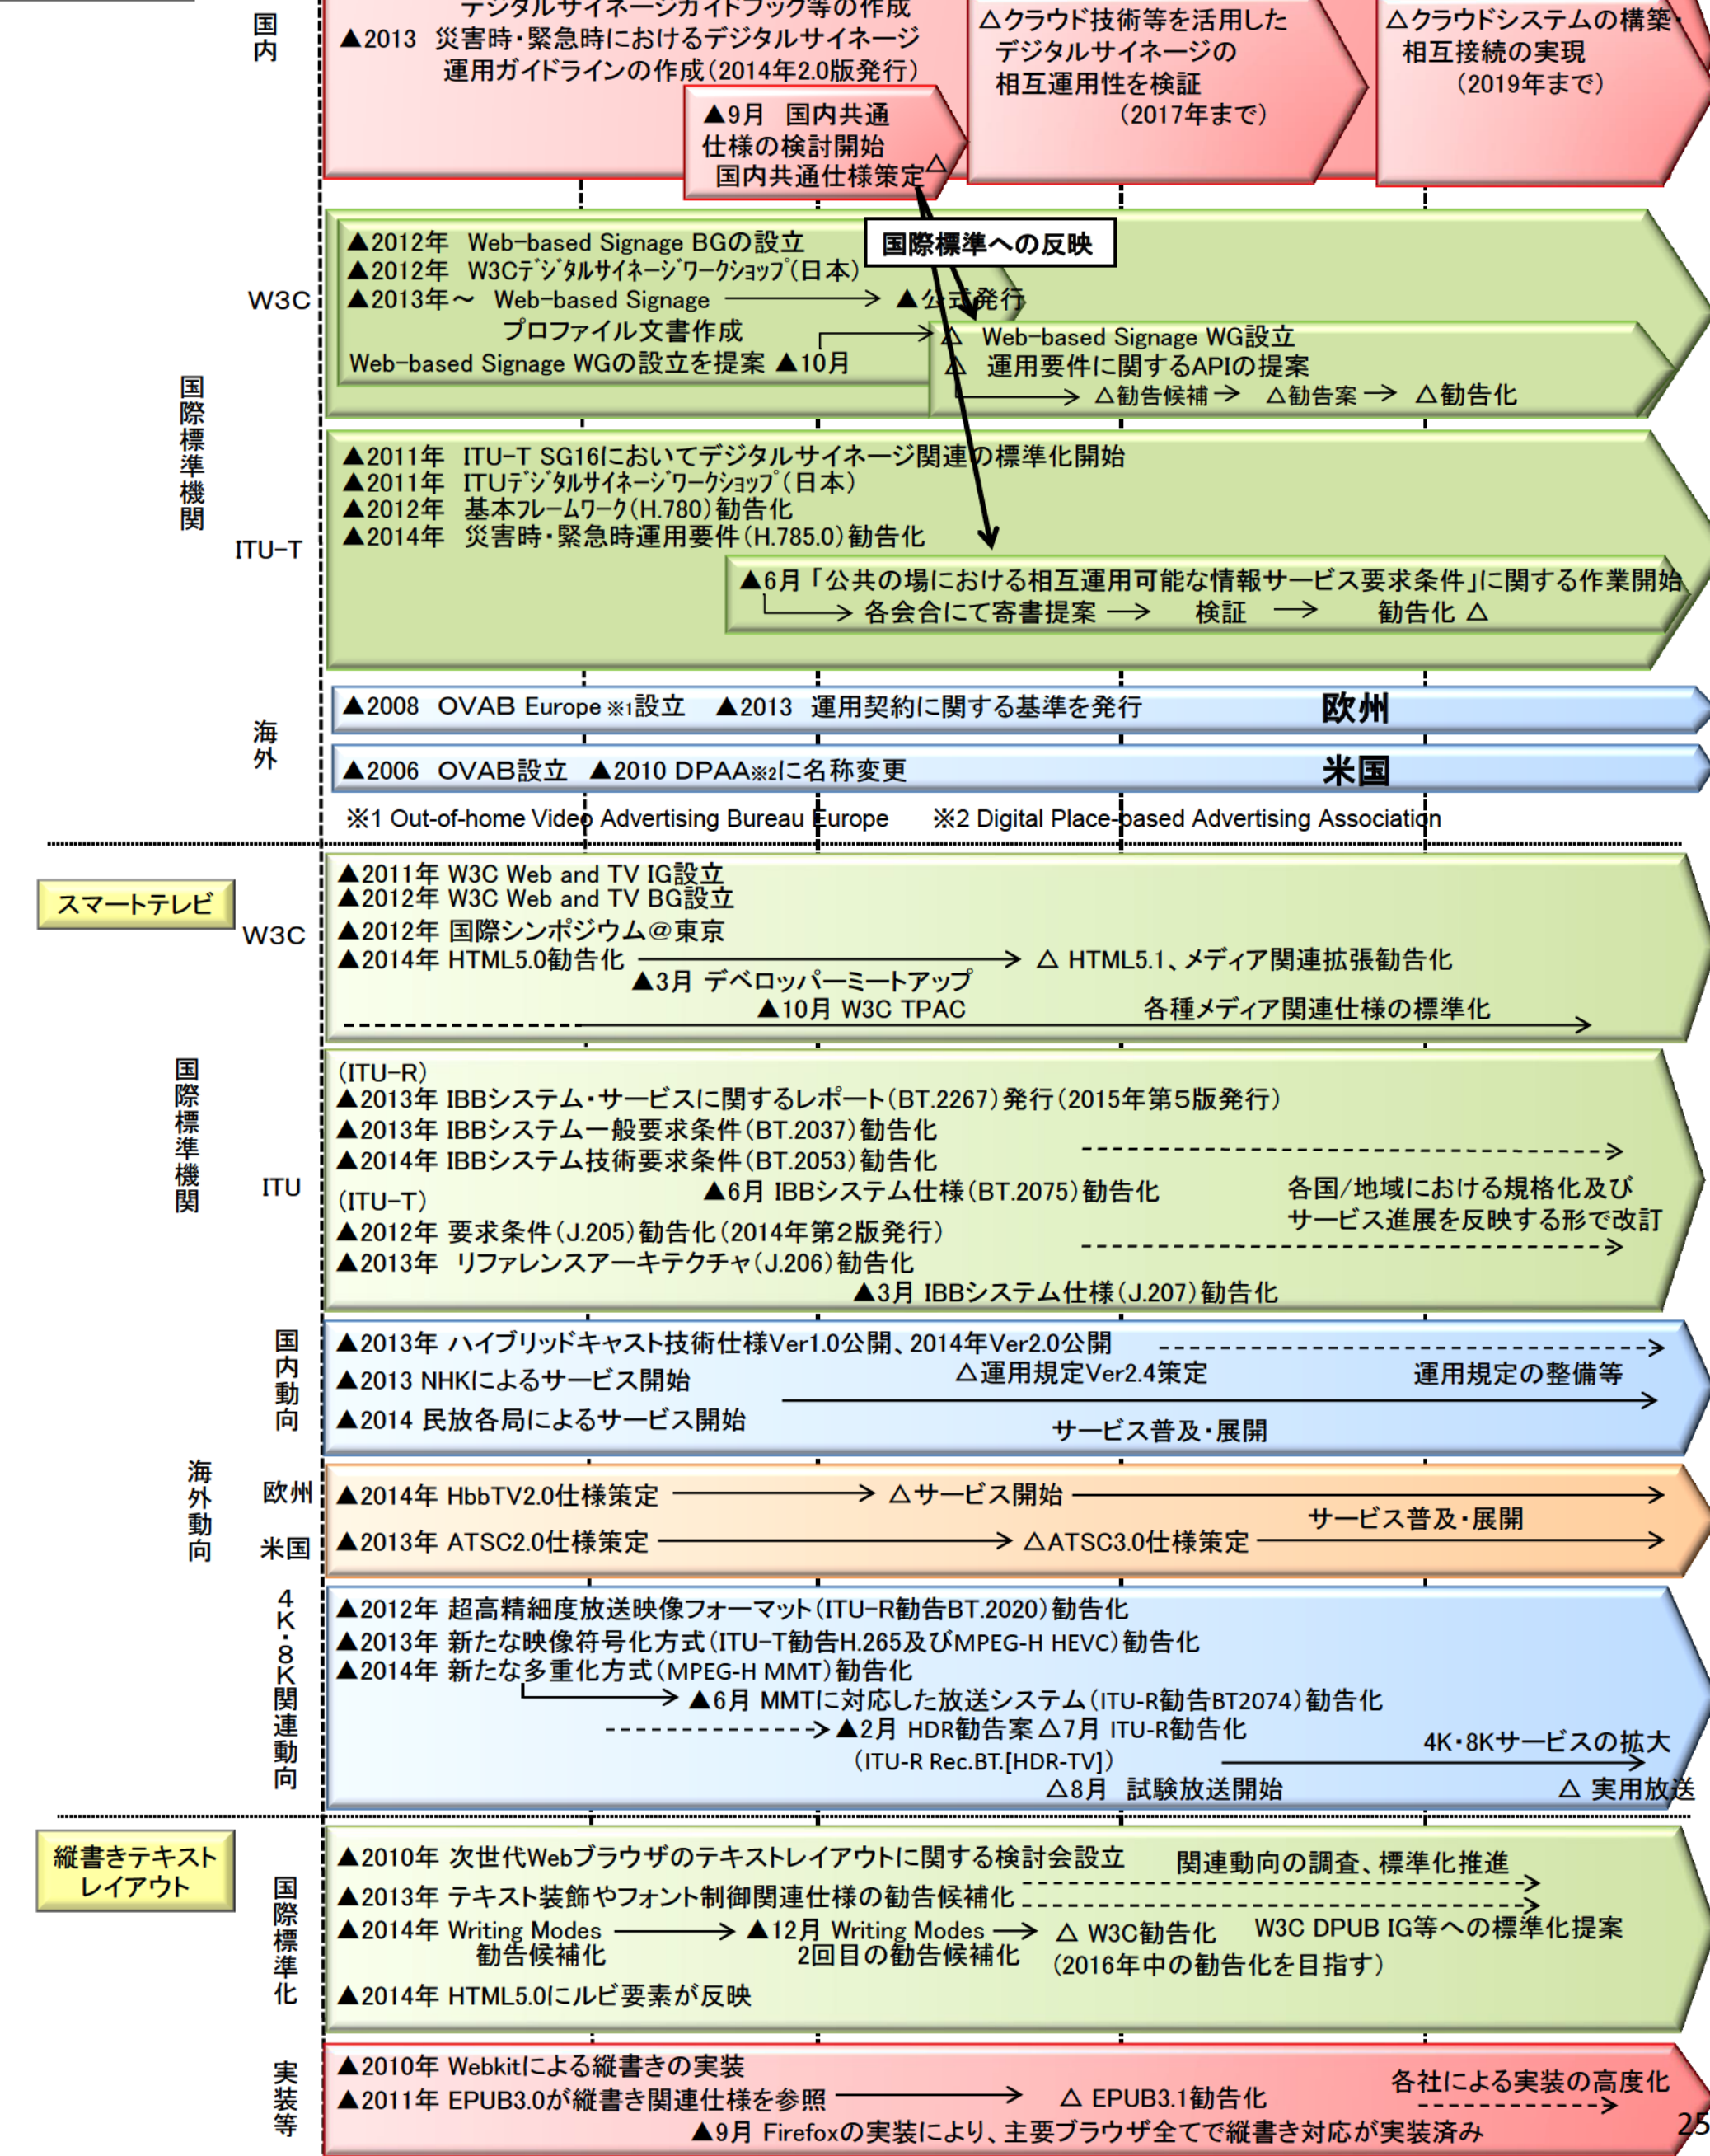 国内
デジタルサイネージガイドブック等の作成
▲2013 災害時・緊急時におけるデジタルサイネージ
運用ガイドラインの作成(2014年2.0版発行)
▲9月 国内共通
仕様の検討開始
国内共通仕様策定△
△クラウド技術等を活用した
デジタルサイネージの
相互運用性を検証
(2017年まで)
△クラウドシステムの構築・
相互接続の実現
(2019年まで)
国際標準への反映
国際標準機関
W3C
▲2012年 Web-based Signage BGの設立
▲2012年 W3Cデジタルサイネージワークショップ(日本)
▲2013年～ Web-based Signage → ▲公式発行
プロファイル文書作成
Web-based Signage WGの設立を提案 ▲10月
△ Web-based Signage WG設立
△ 運用要件に関するAPIの提案
→ △勧告候補→ △勧告案→ △勧告化
ITU-T
▲2011年 ITU-T SG16においてデジタルサイネージ関連の標準化開始
▲2011年 ITUデジタルサイネージワークショップ(日本)
▲2012年 基本フレームワーク(H.780)勧告化
▲2014年 災害時・緊急時運用要件(H.785.0)勧告化
▲6月「公共の場における相互運用可能な情報サービス要求条件」に関する作業開始
→ 各会合にて寄書提案 → 検証 → 勧告化 △
海外
▲2008 OVAB Europe※1設立 ▲2013 運用契約に関する基準を発行 欧州
▲2006 OVAB設立 ▲2010 DPAA※2に名称変更 米国
※1 Out-of-home Video Advertising Bureau Europe ※2 Digital Place-based Advertising Association
スマートテレビ
国際標準機関
W3C
▲2011年 W3C Web and TV IG設立
▲2012年 W3C Web and TV BG設立
▲2012年 国際シンポジウム＠東京
▲2014年 HTML5.0勧告化 → △ HTML5.1、メディア関連拡張勧告化
▲3月 デベロッパーミートアップ
▲10月 W3C TPAC 各種メディア関連仕様の標準化
ITU
(ITU-R)
▲2013年 IBBシステム・サービスに関するレポート(BT.2267)発行(2015年第5版発行)
▲2013年 IBBシステム一般要求条件(BT.2037)勧告化
▲2014年 IBBシステム技術要求条件(BT.2053)勧告化
▲6月 IBBシステム仕様(BT.2075)勧告化
各国/地域における規格化及び
サービス進展を反映する形で改訂
(ITU-T)
▲2012年 要求条件(J.205)勧告化(2014年第2版発行)
▲2013年 リファレンスアーキテクチャ(J.206)勧告化
▲3月 IBBシステム仕様(J.207)勧告化
国内動向
▲2013年 ハイブリッドキャスト技術仕様Ver1.0公開、2014年Ver2.0公開
△運用規定Ver2.4策定 運用規定の整備等
▲2013 NHKによるサービス開始
▲2014 民放各局によるサービス開始
サービス普及・展開
海外動向
欧州
▲2014年 HbbTV2.0仕様策定 → △サービス開始 →
サービス普及・展開
米国
▲2013年 ATSC2.0仕様策定 → △ATSC3.0仕様策定 →
4K・8K関連動向
▲2012年 超高精細度放送映像フォーマット(ITU-R勧告BT.2020)勧告化
▲2013年 新たな映像符号化方式(ITU-T勧告H.265及びMPEG-H HEVC)勧告化
▲2014年 新たな多重化方式(MPEG-H MMT)勧告化
→ ▲6月 MMTに対応した放送システム(ITU-R勧告BT2074)勧告化
→ ▲2月 HDR勧告案△7月 ITU-R勧告化
(ITU-R Rec.BT.[HDR-TV])
4K・8Kサービスの拡大
△8月 試験放送開始 △ 実用放送
縦書きテキスト
レイアウト
国際標準化
▲2010年 次世代Webブラウザのテキストレイアウトに関する検討会設立 関連動向の調査、標準化推進
▲2013年 テキスト装飾やフォント制御関連仕様の勧告候補化
▲2014年 Writing Modes → ▲12月 Writing Modes → △ W3C勧告化 W3C DPUB IG等への標準化提案
勧告候補化 2回目の勧告候補化 (2016年中の勧告化を目指す)
▲2014年 HTML5.0にルビ要素が反映
実装等
▲2010年 Webkitによる縦書きの実装
▲2011年 EPUB3.0が縦書き関連仕様を参照 → △ EPUB3.1勧告化 各社による実装の高度化
▲9月 Firefoxの実装により、主要ブラウザ全てで縦書き対応が実装済み
25